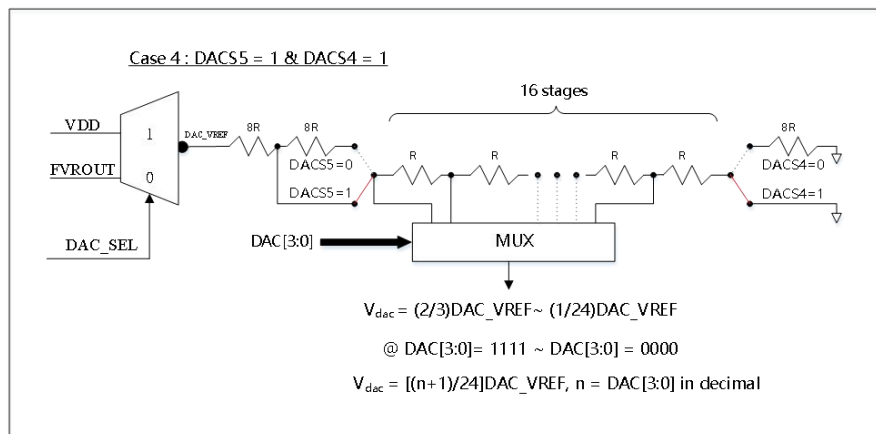 Case 4 : DACS5 = 1 & DACS4 = 1
16 stages
VDD
1
DAC_VREF
8R
8R
8R
FVROUT
0
DACS5=0
R
R
R
R
DACS4=0
DACS5=1
DACS4=1
DAC_SEL
DAC[3:0]
MUX
Vdac = (2/3)DAC_VREF~ (1/24)DAC_VREF
@ DAC[3:0]= 1111 ~ DAC[3:0] = 0000
Vdac = [(n+1)/24]DAC_VREF, n = DAC[3:0] in decimal